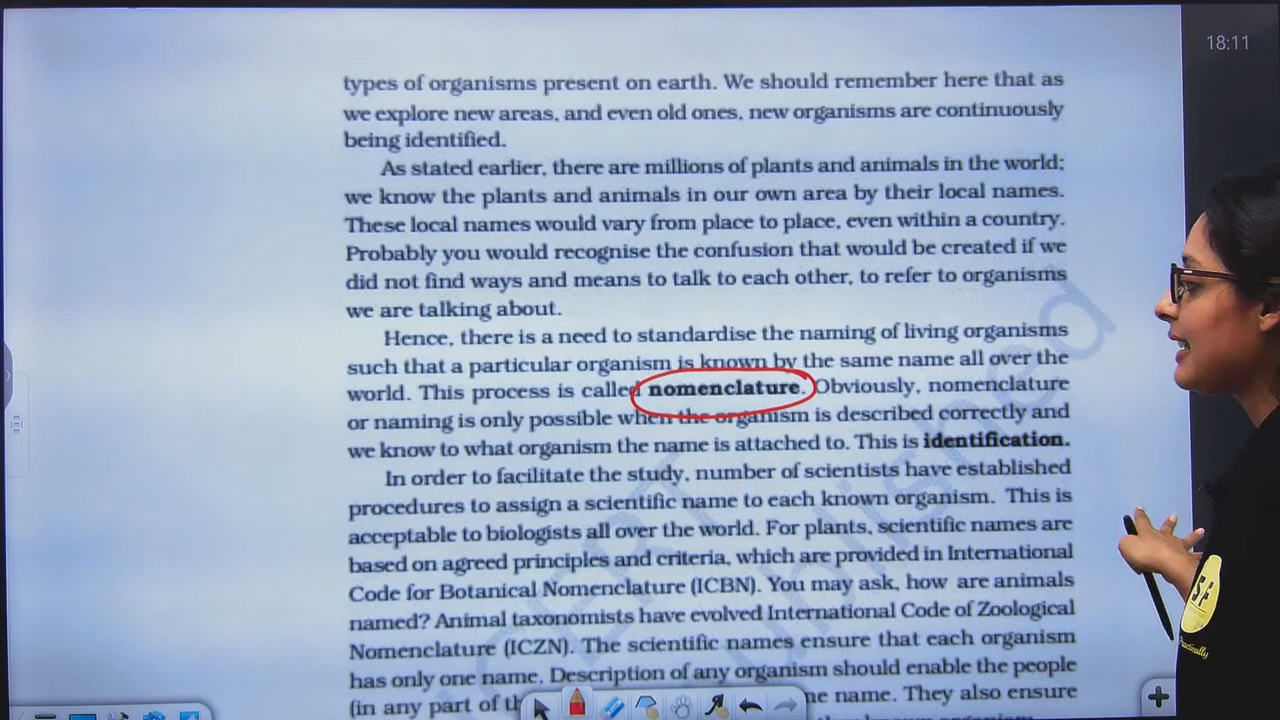 18:11
types of organisms present on earth. We should remember here that as
we explore new areas, and even old ones, new organisms are continuously
being identified.
As stated earlier, there are millions of plants and animals in the world;
we know the plants and animals in our own area by their local names.
These local names would vary from place to place, even within a country.
Probably you would recognise the confusion that would be created if we
did not find ways and means to talk to each other, to refer to organisms
we are talking about.
Hence, there is a need to standardise the naming of living organisms
such that a particular organism is known by the same name all over the
world. This process is called nomenclature. Obviously, nomenclature
or naming is only possible when the organism is described correctly and
we know to what organism the name is attached to. This is identification.
In order to facilitate the study, number of scientists have established
procedures to assign a scientific name to each known organism. This is
acceptable to biologists all over the world. For plants, scientific names are
based on agreed principles and criteria, which are provided in International
Code for Botanical Nomenclature (ICBN). You may ask, how are animals
named? Animal taxonomists have evolved International Code of Zoological
Nomenclature (ICZN). The scientific names ensure that each organism
has only one name. Description of any organism should enable the people
(in any part of name. They also ensure
SF